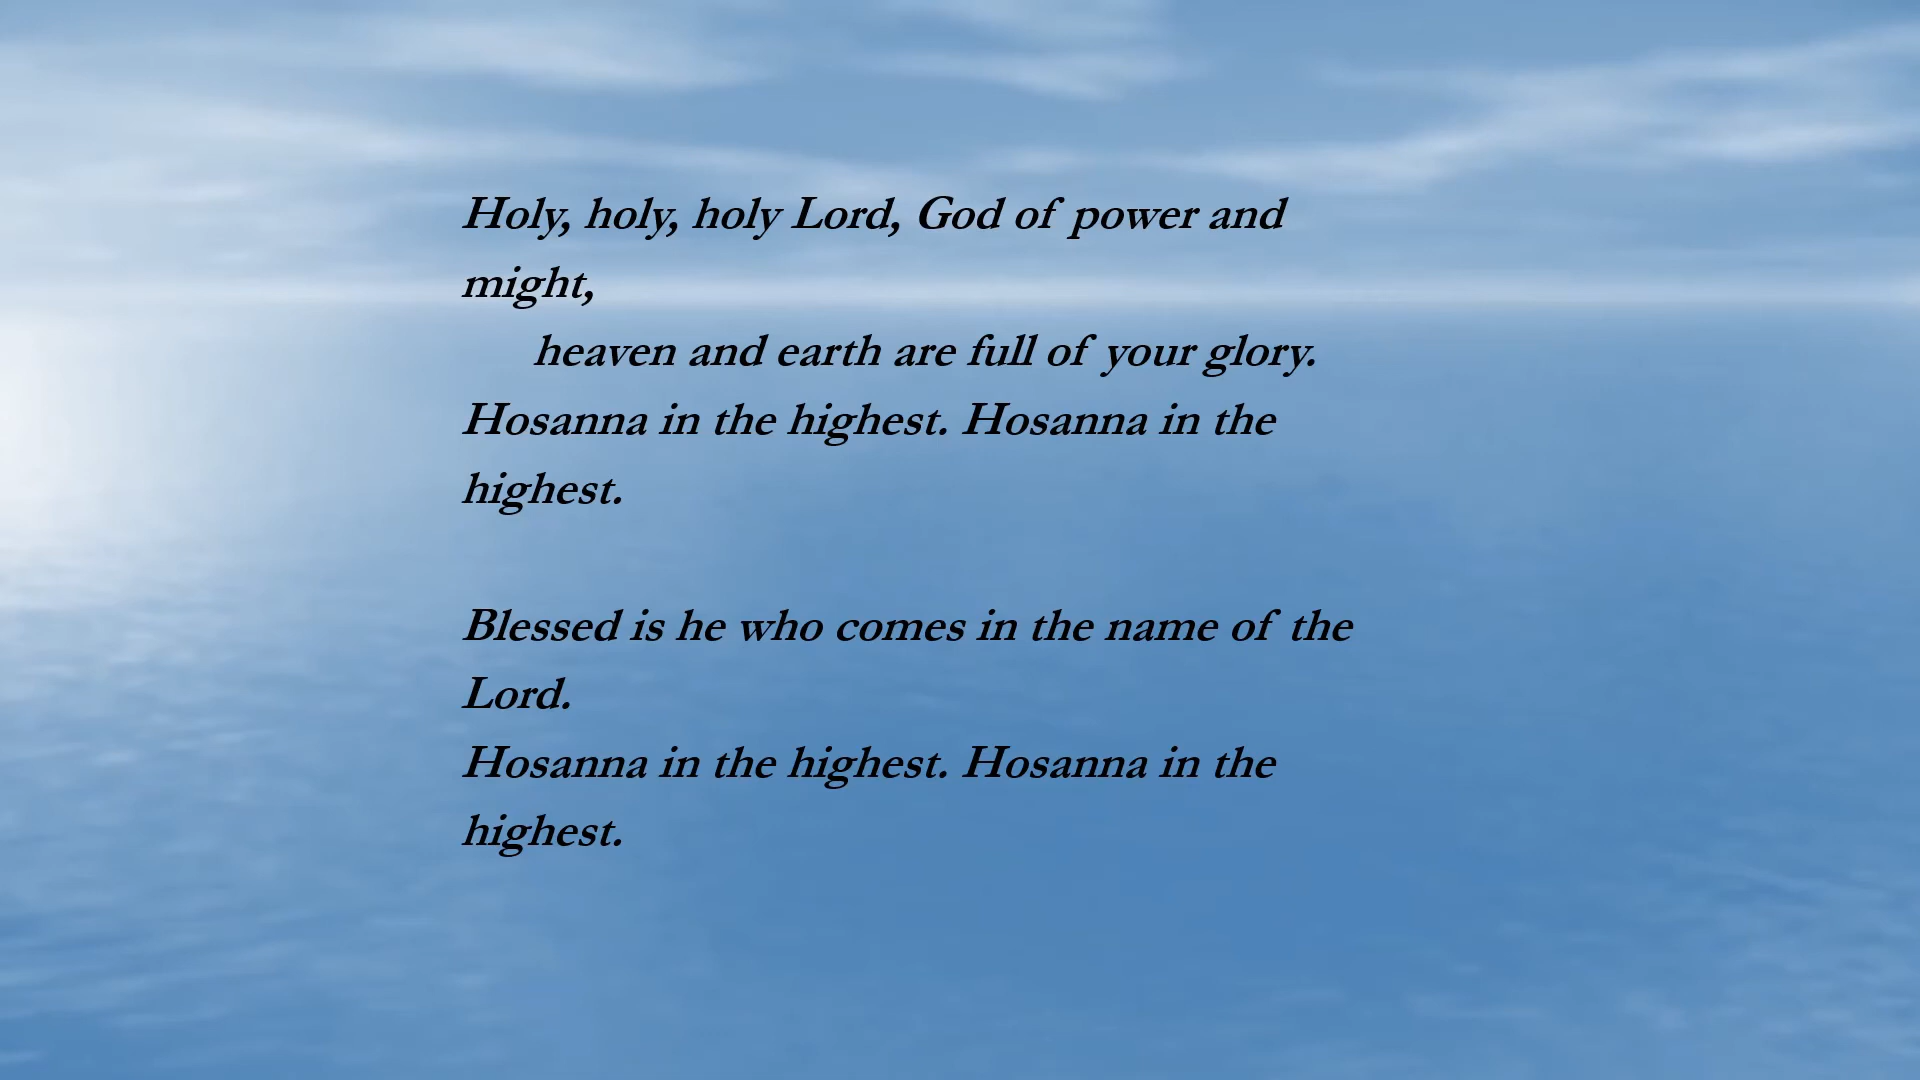 Holy, holy, holy Lord, God of power and
might,
heaven and earth are full of your glory.
Hosanna in the highest. Hosanna in the
highest.
Blessed is he who comes in the name of the
Lord.
Hosanna in the highest. Hosanna in the
highest.